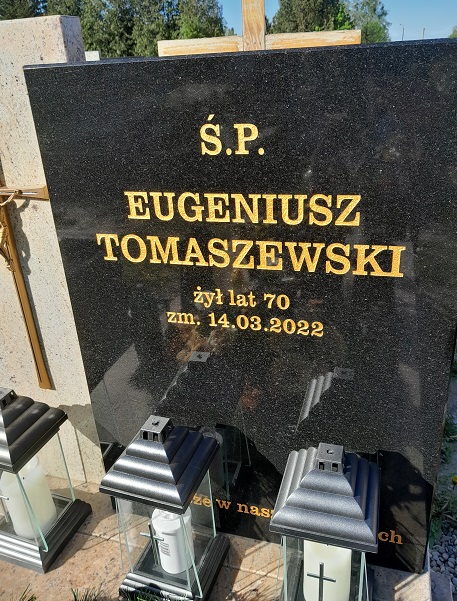 Ś.P.
EUGENIUSZ
TOMASZEWSKI
żył lat 70
zm. 14.03.2022
w